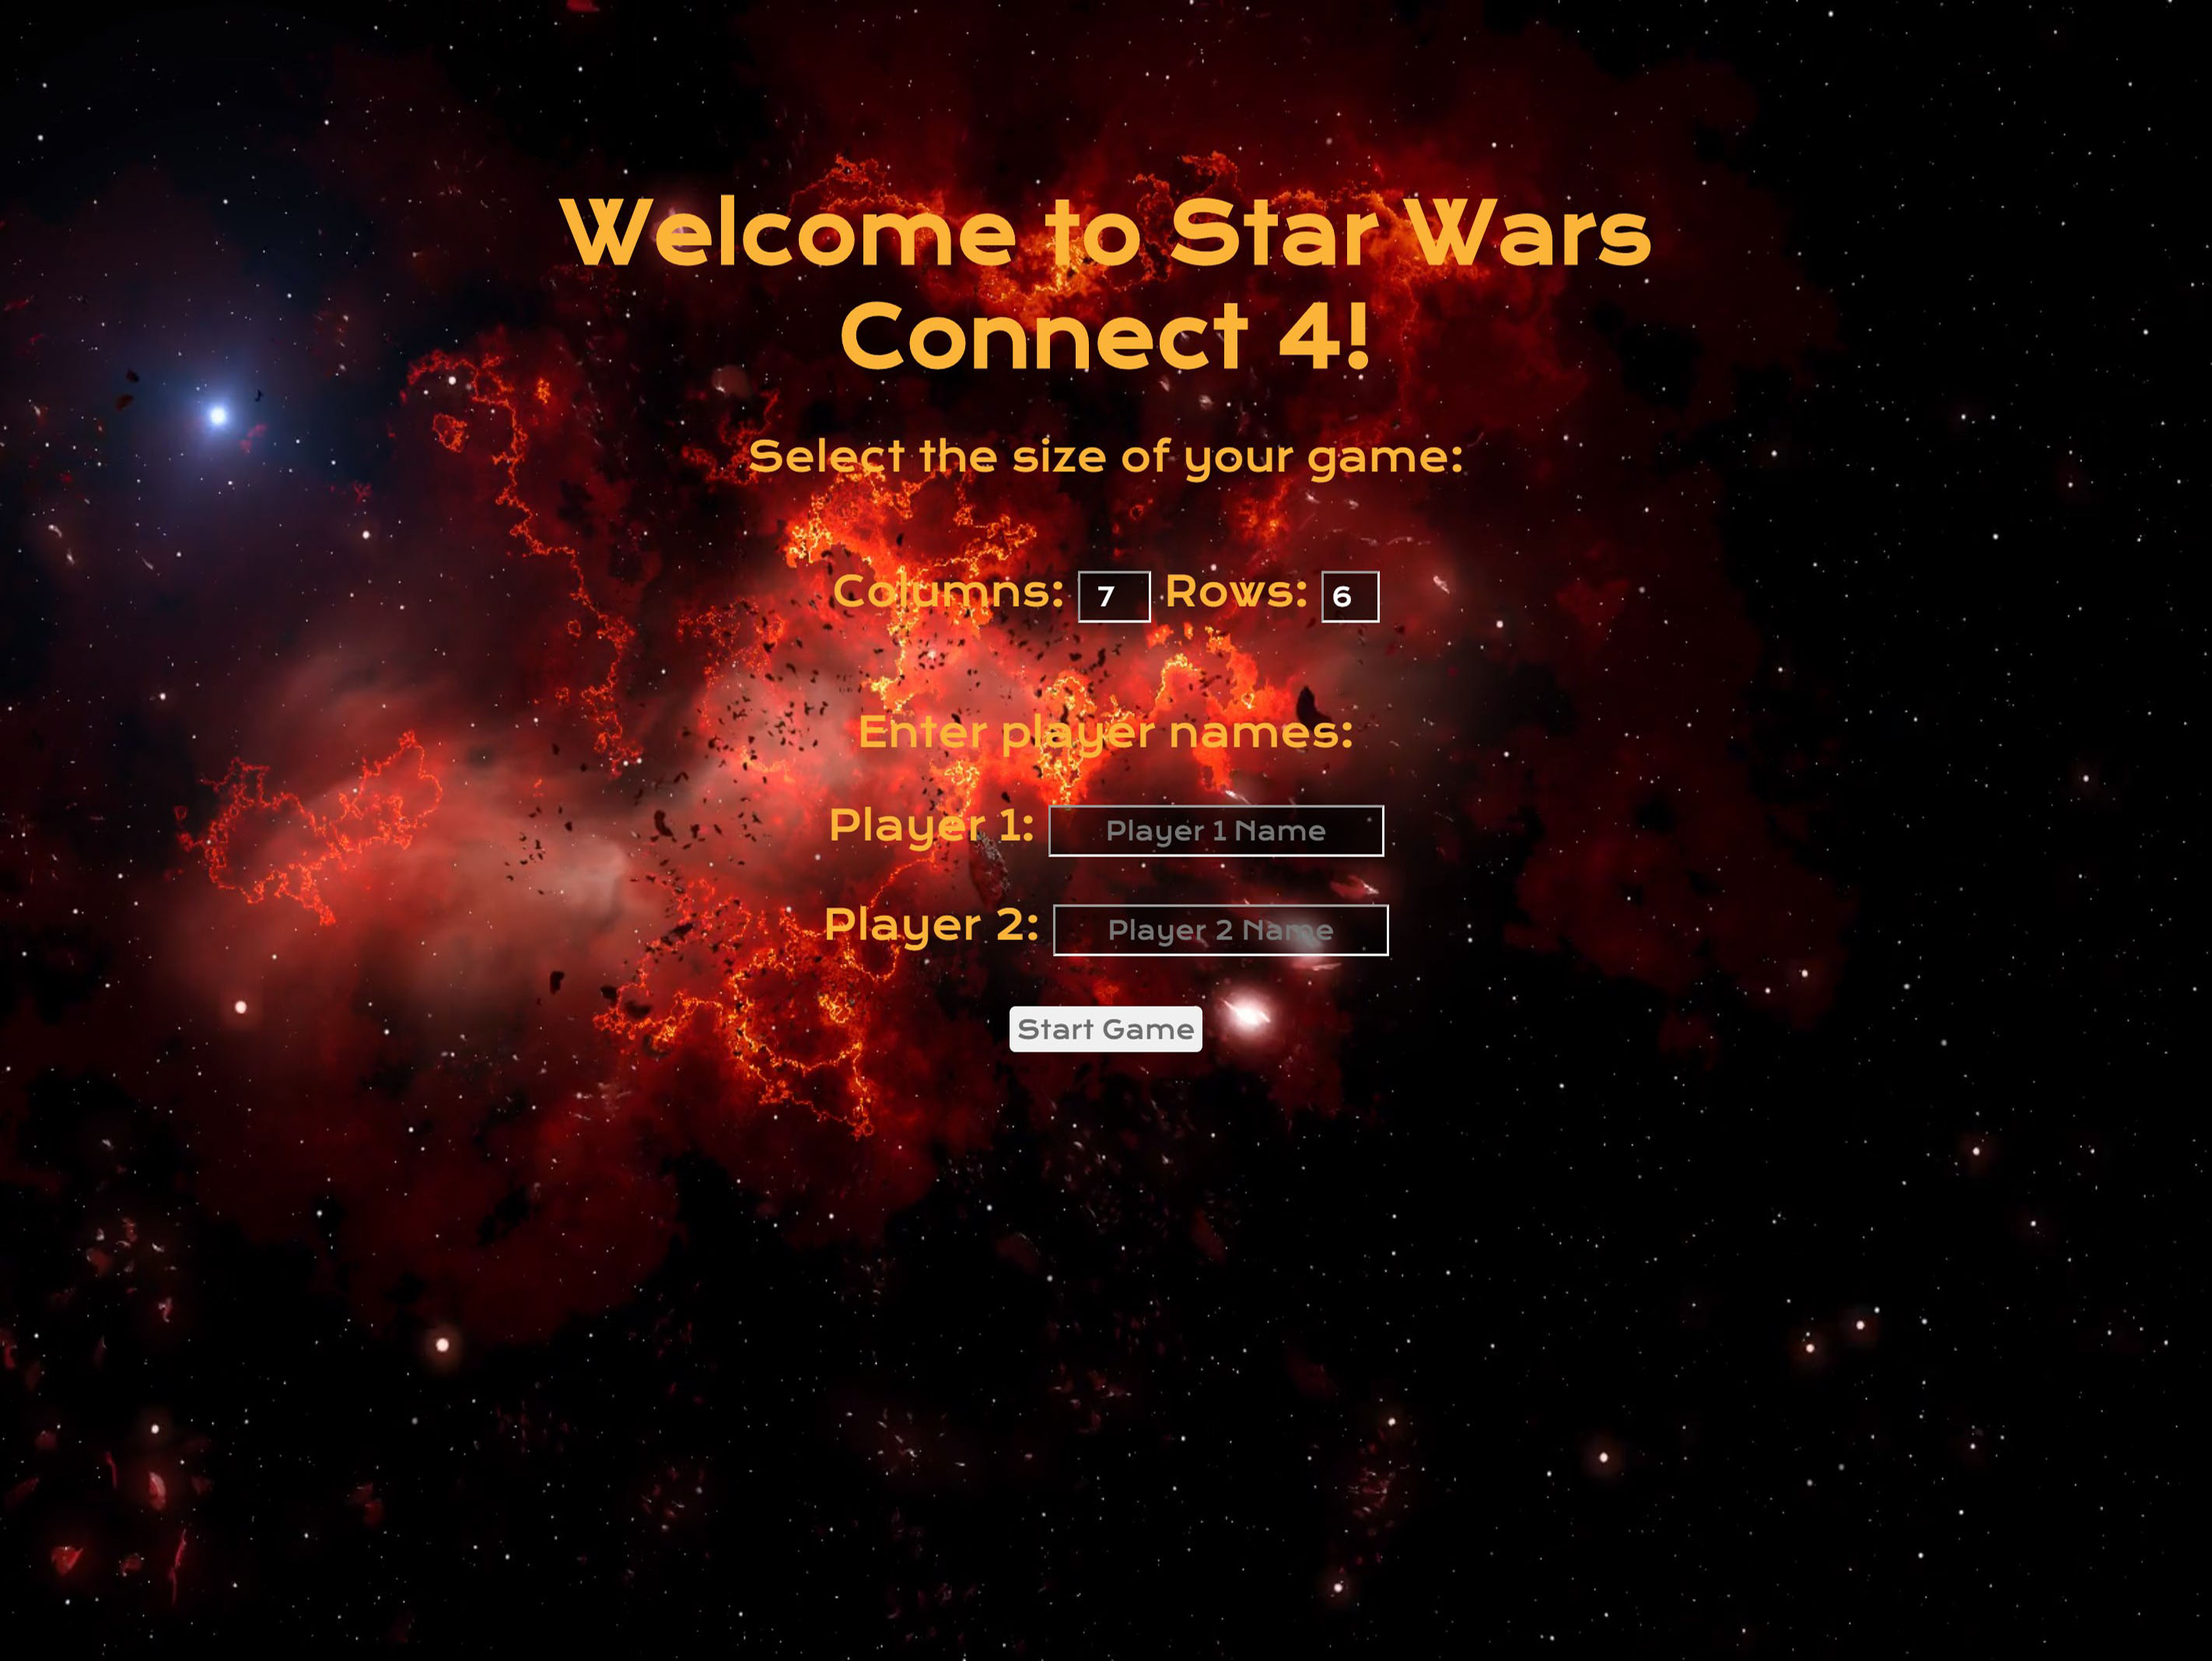 Welcome to Star Wars
Connect 4!
Select the size of your game:
Columns: 7 Rows: 6
Enter player names:
Player 1: Player 1 Name
Player 2: Player 2 Name
Start Game